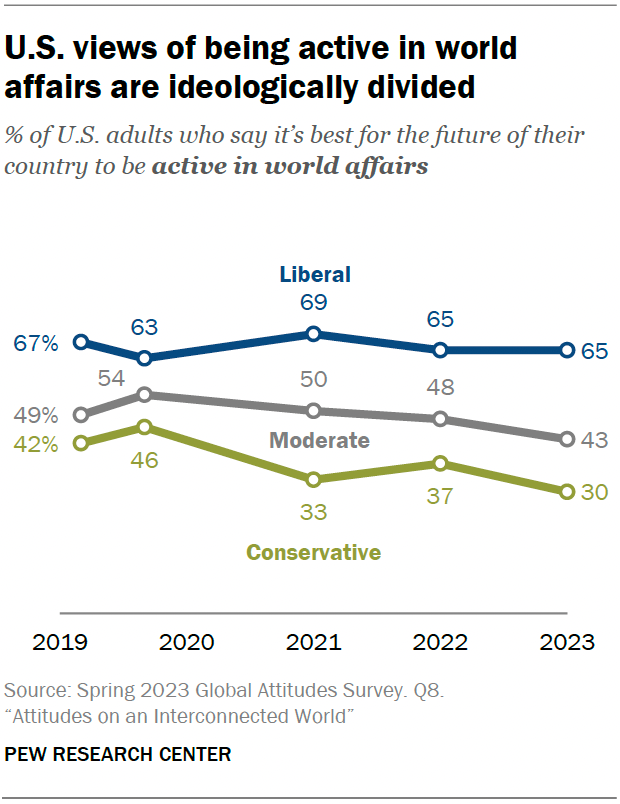 U.S. views of being active in world
affairs are ideologically divided
% of U.S. adults who say it’s best for the future of their
country to be active in world affairs
Liberal
67% 63 69 65 65
49% 54 50 48 43
Moderate
42% 46 33 37 30
Conservative
2019 2020 2021 2022 2023
Source: Spring 2023 Global Attitudes Survey. Q8.
“Attitudes on an Interconnected World”
PEW RESEARCH CENTER